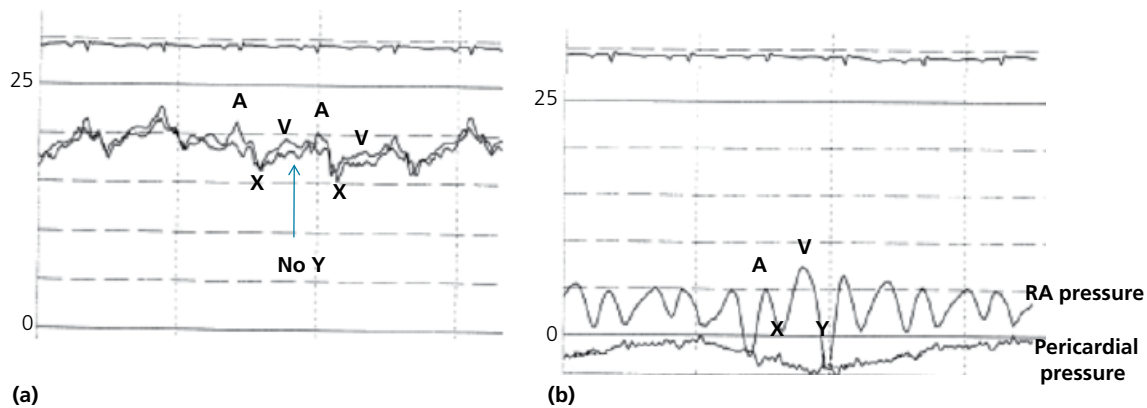 25
A A
V V
X X
No Y
0
(a)
25
V
A
RA pressure
X Y
0
Pericardial
pressure
(b)